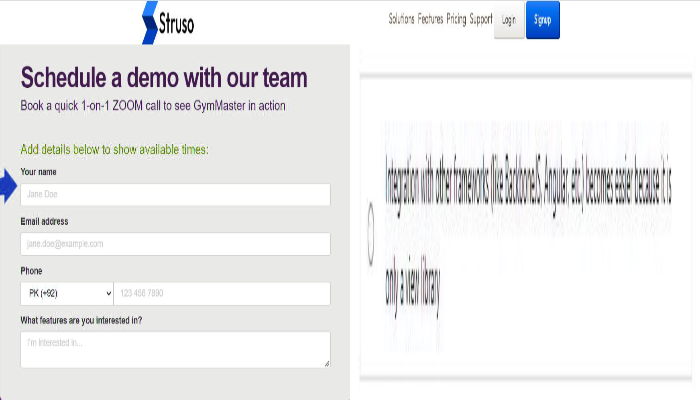 Struso
Solutions Features Pricing Support Login Signup
Schedule a demo with our team
Book a quick 1-on-1 ZOOM call to see GymMaster in action
Add details below to show available times:
Your name
Jane Doe
Email address
jane.doe@example.com
Phone
PK (+92) 123 456 7890
What features are you interested in?
I'm interested in...
Integration with other frameworks (like BackboneJS, Angular, etc.) becomes easier because it is
only a view library